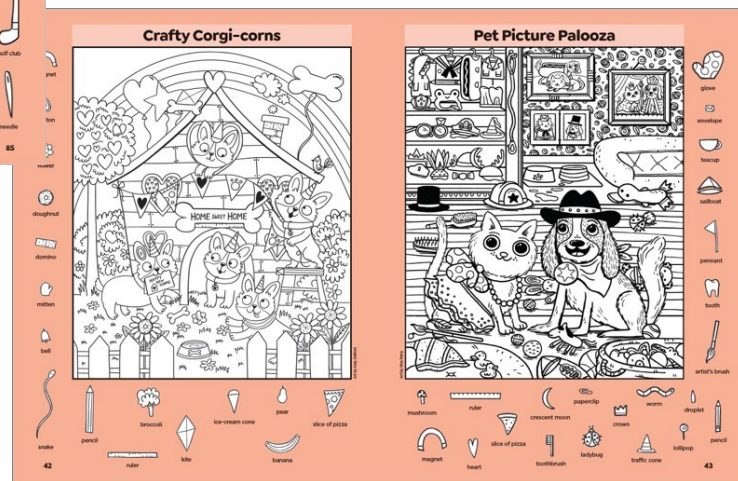 golf club
needle
85
doughnut
domino
mitten
bell
snake
Crafty Corgi-corns
HOME SWEET HOME
pencil
broccoli
ice-cream cone
pear
slice of pizza
ruler
kite
banana
42
Pet Picture Palooza
glove
envelope
teacup
sailboat
pennant
tooth
artist's brush
mushroom
ruler
crescent moon
paperclip
worm
droplet
crown
slice of pizza
lollipop
pencil
magnet
heart
toothbrush
ladybug
traffic cone
43